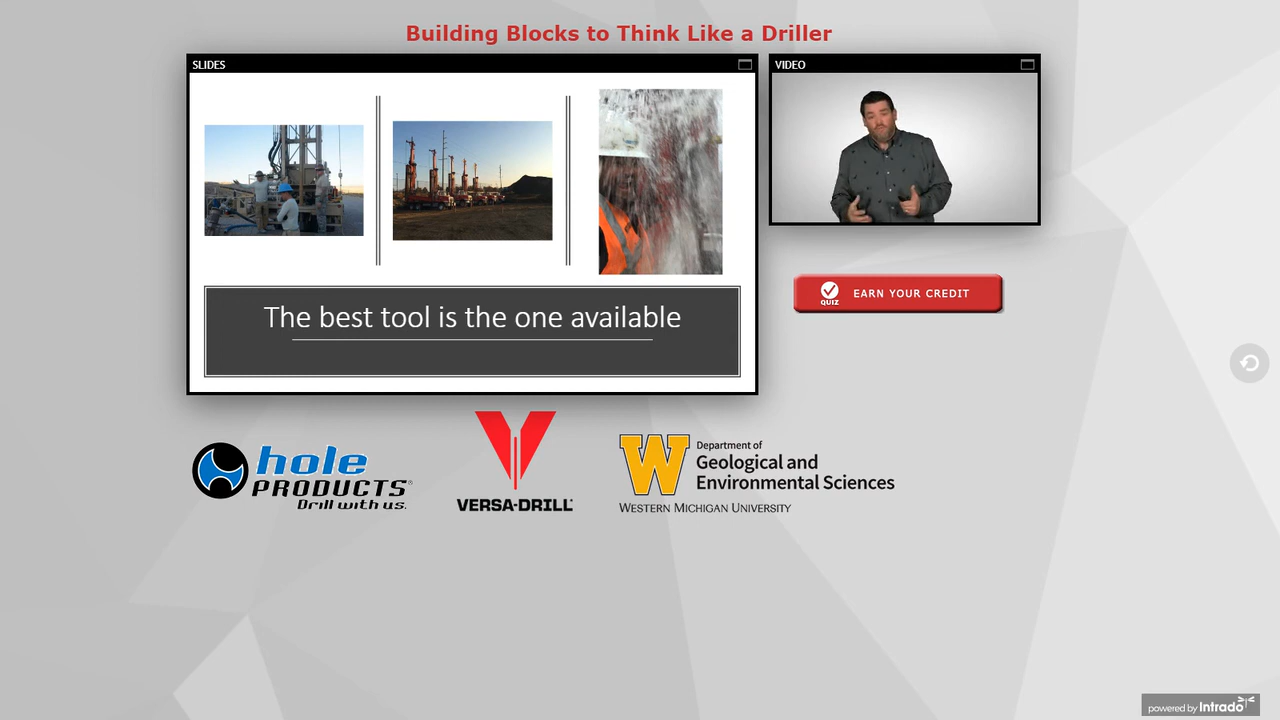 Building Blocks to Think Like a Driller
SLIDES
VIDEO
The best tool is the one available
QUIZ
EARN YOUR CREDIT
hole
PRODUCTS®
Drill with us.
VERSA-DRILL
W
Department of
Geological and
Environmental Sciences
WESTERN MICHIGAN UNIVERSITY
powered by Intrado